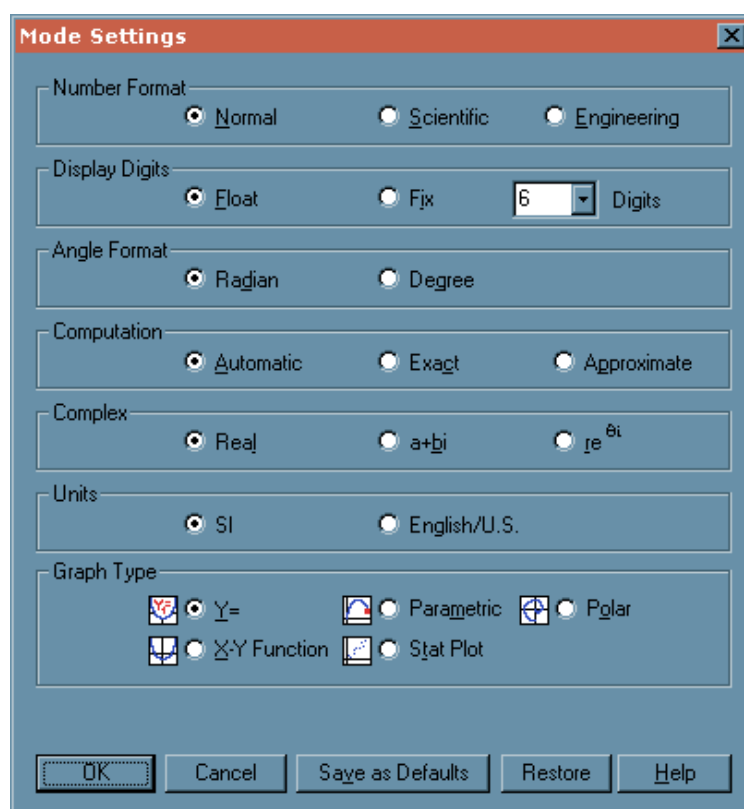 Mode Settings
Number Format
Normal Scientific Engineering
Display Digits
Float Fix 6 Digits
Angle Format
Radian Degree
Computation
Automatic Exact Approximate
Complex
Real a+bi re^θi
Units
SI English/U.S.
Graph Type
Y= Parametric Polar
X-Y Function Stat Plot
OK Cancel Save as Defaults Restore Help